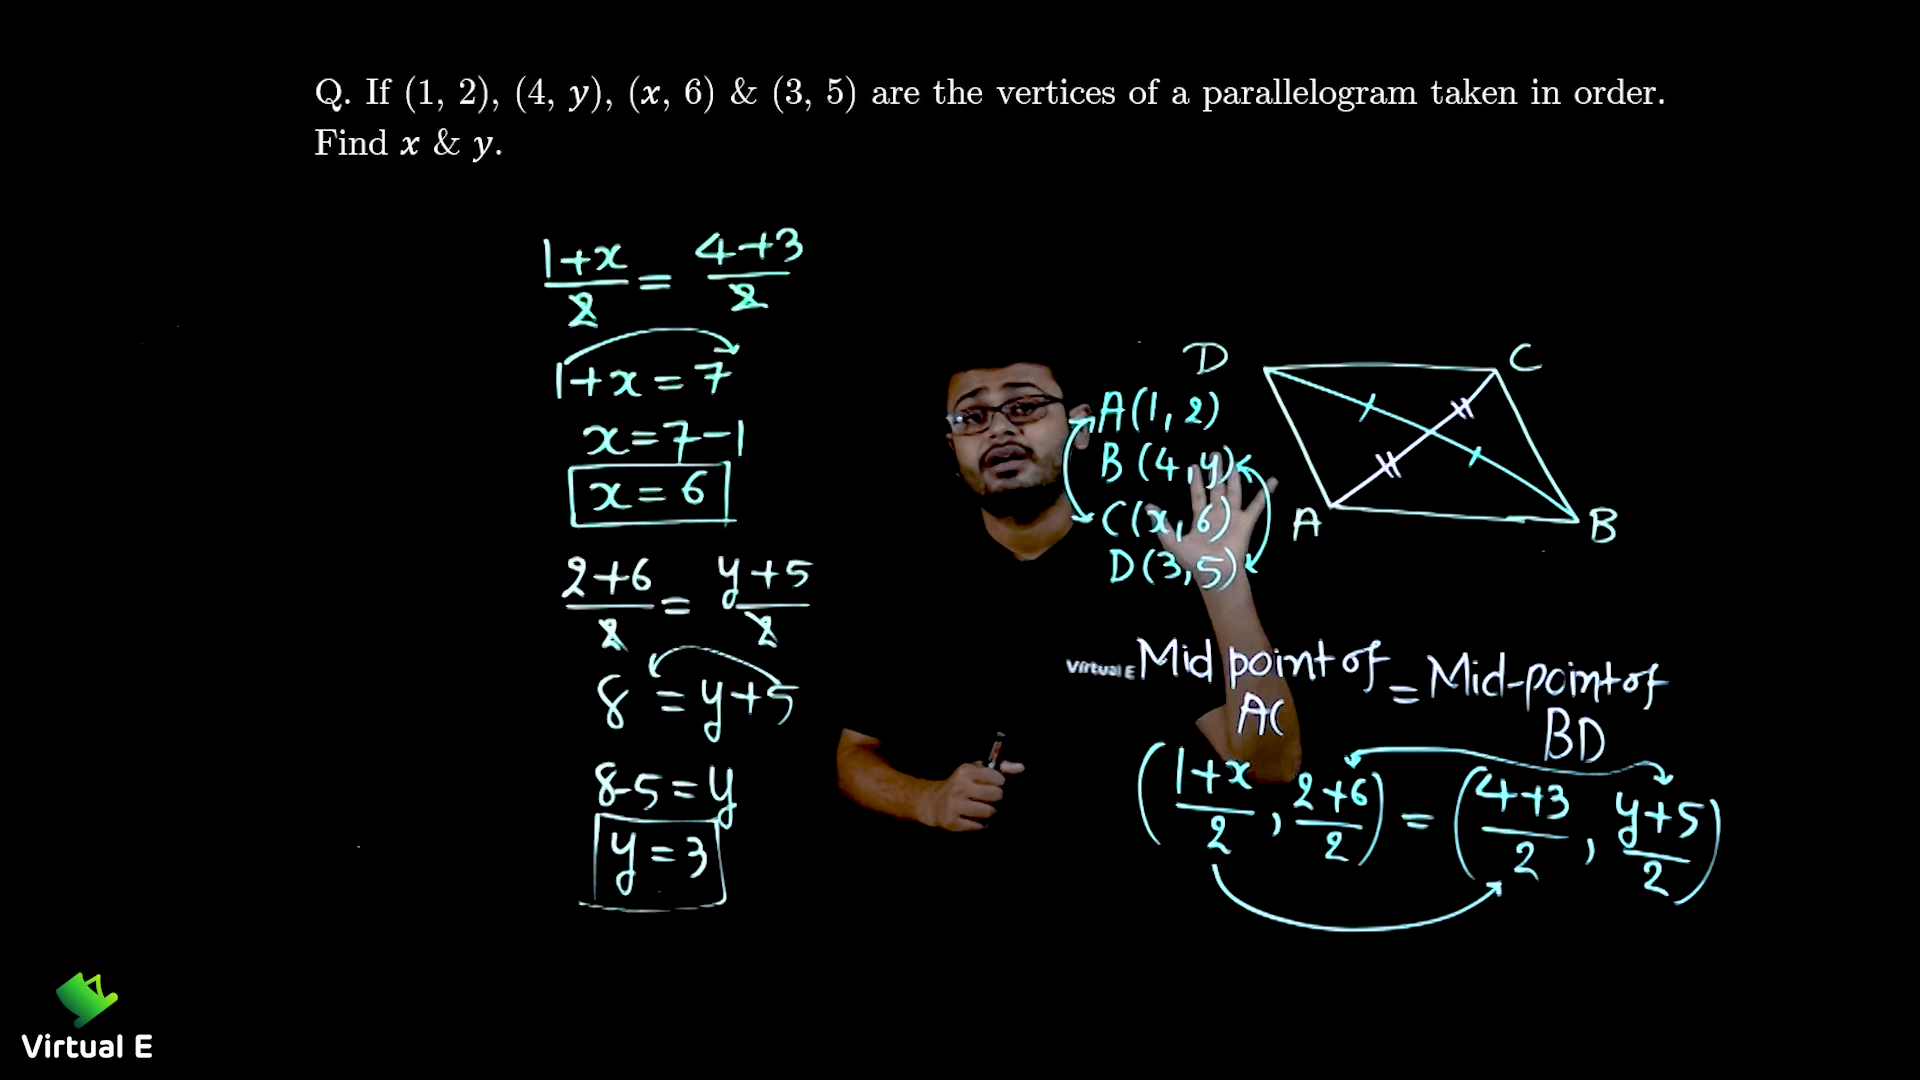 Q. If (1, 2), (4, y), (x, 6) & (3, 5) are the vertices of a parallelogram taken in order.
Find x & y.
1+x/2 = 4+3/2
1+x=7
x=7-1
x=6
2+6/2 = y+5/2
8=y+5
8-5=y
y=3
D
C
A(1,2)
B(4,y)
C(x,6)
D(3,5)
A
B
Virtual E
Mid point of AC = Mid-point of BD
(1+x/2, 2+6/2) = (4+3/2, y+5/2)
Virtual E